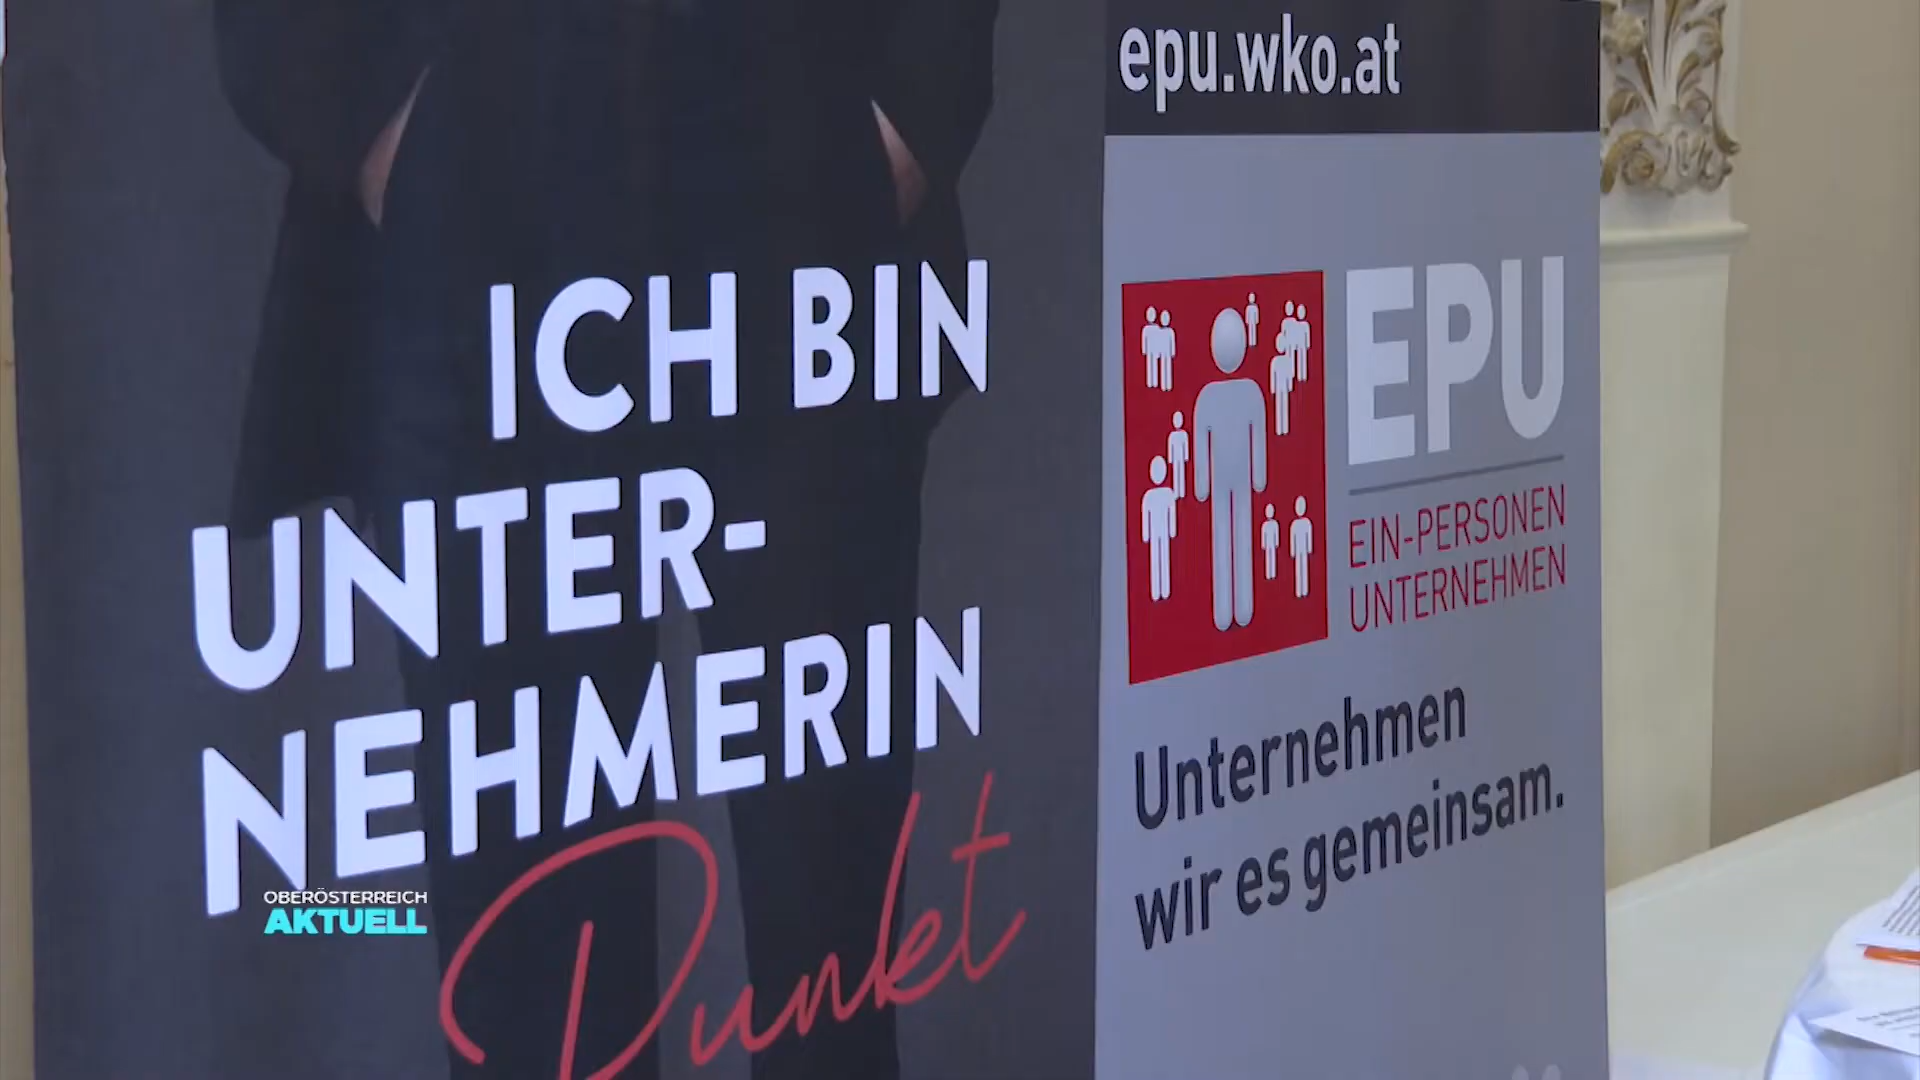 ICH BIN
UNTER-
NEHMERIN
Punkt
epu.wko.at
EPU
EIN-PERSONEN
UNTERNEHMEN
Unternehmen
wir es gemeinsam.
OBERÖSTERREICH
AKTUELL